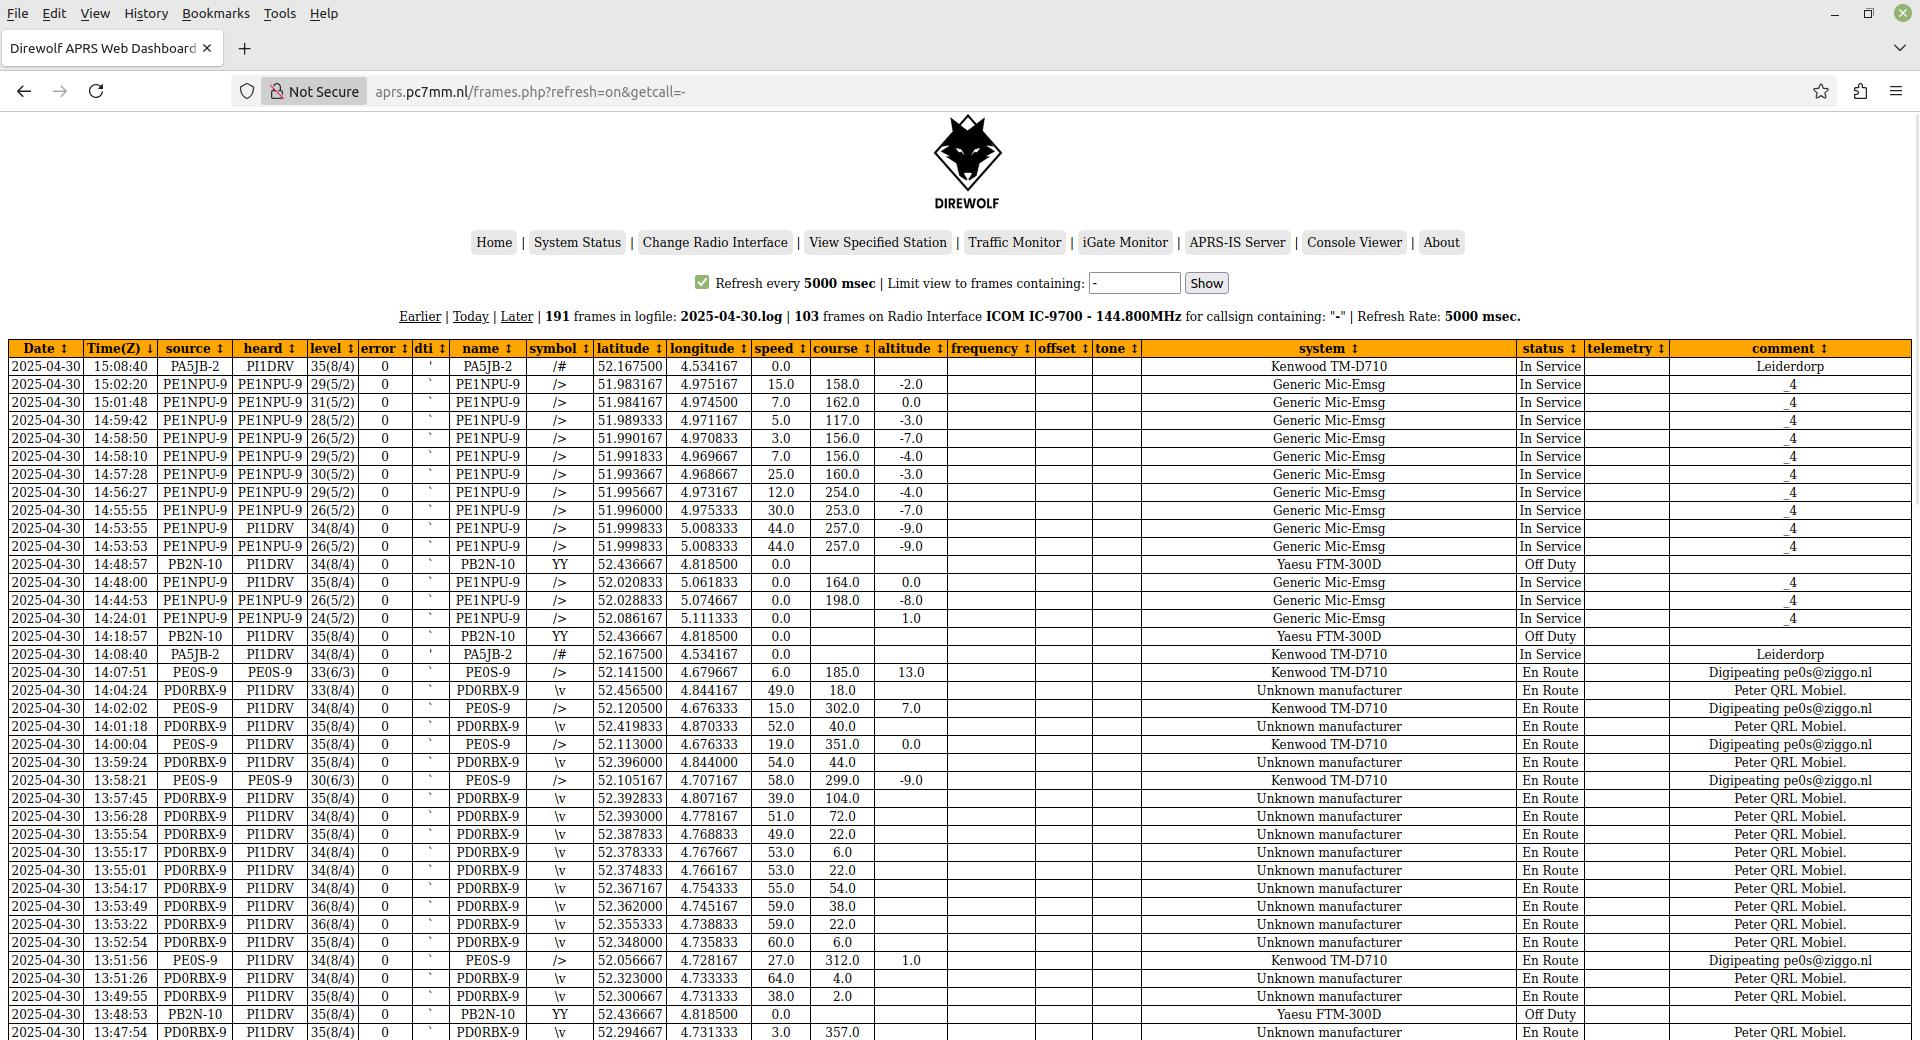 File Edit View History Bookmarks Tools Help
Direwolf APRS Web Dashboard
Not Secure aprs.pc7mm.nl/frames.php?refresh=on&getcall=-
DIREWOLF
Home | System Status | Change Radio Interface | View Specified Station | Traffic Monitor | iGate Monitor | APRS-IS Server | Console Viewer | About
Refresh every 5000 msec | Limit view to frames containing: - Show
Earlier | Today | Later | 191 frames in logfile: 2025-04-30.log | 103 frames on Radio Interface ICOM IC-9700 - 144.800MHz for callsign containing: "-" | Refresh Rate: 5000 msec.
Date ↕ Time(Z) ↓ source ↕ heard ↕ level ↕ error ↕ dti ↕ name ↕ symbol ↕ latitude ↕ longitude ↕ speed ↕ course ↕ altitude ↕ frequency ↕ offset ↕ tone ↕ system ↕ status ↕ telemetry ↕ comment ↕
2025-04-30 15:08:40 PA5JB-2 PI1DRV 35(8/4) 0 ' PA5JB-2 /# 52.167500 4.534167 0.0 Kenwood TM-D710 In Service Leiderdorp
2025-04-30 15:02:20 PE1NPU-9 PE1NPU-9 29(5/2) 0 ` PE1NPU-9 /> 51.983167 4.975167 15.0 158.0 -2.0 Generic Mic-Emsg In Service _4
2025-04-30 15:01:48 PE1NPU-9 PE1NPU-9 31(5/2) 0 ` PE1NPU-9 /> 51.984167 4.974500 7.0 162.0 0.0 Generic Mic-Emsg In Service _4
2025-04-30 14:59:42 PE1NPU-9 PE1NPU-9 28(5/2) 0 ` PE1NPU-9 /> 51.989333 4.971167 5.0 117.0 -3.0 Generic Mic-Emsg In Service _4
2025-04-30 14:58:50 PE1NPU-9 PE1NPU-9 26(5/2) 0 ` PE1NPU-9 /> 51.990167 4.970833 3.0 156.0 -7.0 Generic Mic-Emsg In Service _4
2025-04-30 14:58:10 PE1NPU-9 PE1NPU-9 29(5/2) 0 ` PE1NPU-9 /> 51.991833 4.969667 7.0 156.0 -4.0 Generic Mic-Emsg In Service _4
2025-04-30 14:57:28 PE1NPU-9 PE1NPU-9 30(5/2) 0 ` PE1NPU-9 /> 51.993667 4.968667 25.0 160.0 -3.0 Generic Mic-Emsg In Service _4
2025-04-30 14:56:27 PE1NPU-9 PE1NPU-9 29(5/2) 0 ` PE1NPU-9 /> 51.995667 4.973167 12.0 254.0 -4.0 Generic Mic-Emsg In Service _4
2025-04-30 14:55:55 PE1NPU-9 PE1NPU-9 26(5/2) 0 ` PE1NPU-9 /> 51.996000 4.975333 30.0 253.0 -7.0 Generic Mic-Emsg In Service _4
2025-04-30 14:53:55 PE1NPU-9 PI1DRV 34(8/4) 0 ` PE1NPU-9 /> 51.999833 5.008333 44.0 257.0 -9.0 Generic Mic-Emsg In Service _4
2025-04-30 14:53:53 PE1NPU-9 PE1NPU-9 26(5/2) 0 ` PE1NPU-9 /> 51.999833 5.008333 44.0 257.0 -9.0 Generic Mic-Emsg In Service _4
2025-04-30 14:48:57 PB2N-10 PI1DRV 34(8/4) 0 ` PB2N-10 YY 52.436667 4.818500 0.0 Yaesu FTM-300D Off Duty
2025-04-30 14:48:00 PE1NPU-9 PI1DRV 35(8/4) 0 ` PE1NPU-9 /> 52.020833 5.061833 0.0 164.0 0.0 Generic Mic-Emsg In Service _4
2025-04-30 14:44:53 PE1NPU-9 PE1NPU-9 26(5/2) 0 ` PE1NPU-9 /> 52.028833 5.074667 0.0 198.0 -8.0 Generic Mic-Emsg In Service _4
2025-04-30 14:24:01 PE1NPU-9 PE1NPU-9 24(5/2) 0 ` PE1NPU-9 /> 52.086167 5.111333 0.0 1.0 Generic Mic-Emsg In Service _4
2025-04-30 14:18:57 PB2N-10 PI1DRV 35(8/4) 0 ` PB2N-10 YY 52.436667 4.818500 0.0 Yaesu FTM-300D Off Duty
2025-04-30 14:08:40 PA5JB-2 PI1DRV 34(8/4) 0 ' PA5JB-2 /# 52.167500 4.534167 0.0 Kenwood TM-D710 In Service Leiderdorp
2025-04-30 14:07:51 PE0S-9 PE0S-9 33(6/3) 0 ` PE0S-9 /> 52.141500 4.679667 6.0 185.0 13.0 Kenwood TM-D710 En Route Digipeating pe0s@ziggo.nl
2025-04-30 14:04:24 PD0RBX-9 PI1DRV 33(8/4) 0 ` PD0RBX-9 \v 52.456500 4.844167 49.0 18.0 Unknown manufacturer En Route Peter QRL Mobiel.
2025-04-30 14:02:02 PE0S-9 PI1DRV 34(8/4) 0 ` PE0S-9 /> 52.120500 4.676333 15.0 302.0 7.0 Kenwood TM-D710 En Route Digipeating pe0s@ziggo.nl
2025-04-30 14:01:18 PD0RBX-9 PI1DRV 35(8/4) 0 ` PD0RBX-9 \v 52.419833 4.870333 52.0 40.0 Unknown manufacturer En Route Peter QRL Mobiel.
2025-04-30 14:00:04 PE0S-9 PI1DRV 35(8/4) 0 ` PE0S-9 /> 52.113000 4.676333 19.0 351.0 0.0 Kenwood TM-D710 En Route Digipeating pe0s@ziggo.nl
2025-04-30 13:59:24 PD0RBX-9 PI1DRV 35(8/4) 0 ` PD0RBX-9 \v 52.396000 4.844000 54.0 44.0 Unknown manufacturer En Route Peter QRL Mobiel.
2025-04-30 13:58:21 PE0S-9 PE0S-9 30(6/3) 0 ` PE0S-9 /> 52.105167 4.707167 58.0 299.0 -9.0 Kenwood TM-D710 En Route Digipeating pe0s@ziggo.nl
2025-04-30 13:57:45 PD0RBX-9 PI1DRV 35(8/4) 0 ` PD0RBX-9 \v 52.392833 4.807167 39.0 104.0 Unknown manufacturer En Route Peter QRL Mobiel.
2025-04-30 13:56:28 PD0RBX-9 PI1DRV 34(8/4) 0 ` PD0RBX-9 \v 52.393000 4.778167 51.0 72.0 Unknown manufacturer En Route Peter QRL Mobiel.
2025-04-30 13:55:54 PD0RBX-9 PI1DRV 35(8/4) 0 ` PD0RBX-9 \v 52.387833 4.768833 49.0 22.0 Unknown manufacturer En Route Peter QRL Mobiel.
2025-04-30 13:55:17 PD0RBX-9 PI1DRV 34(8/4) 0 ` PD0RBX-9 \v 52.378333 4.767667 53.0 6.0 Unknown manufacturer En Route Peter QRL Mobiel.
2025-04-30 13:55:01 PD0RBX-9 PI1DRV 34(8/4) 0 ` PD0RBX-9 \v 52.374833 4.766167 53.0 22.0 Unknown manufacturer En Route Peter QRL Mobiel.
2025-04-30 13:54:17 PD0RBX-9 PI1DRV 34(8/4) 0 ` PD0RBX-9 \v 52.367167 4.754333 55.0 54.0 Unknown manufacturer En Route Peter QRL Mobiel.
2025-04-30 13:53:49 PD0RBX-9 PI1DRV 36(8/4) 0 ` PD0RBX-9 \v 52.362000 4.745167 59.0 38.0 Unknown manufacturer En Route Peter QRL Mobiel.
2025-04-30 13:53:22 PD0RBX-9 PI1DRV 36(8/4) 0 ` PD0RBX-9 \v 52.355333 4.738833 59.0 22.0 Unknown manufacturer En Route Peter QRL Mobiel.
2025-04-30 13:52:54 PD0RBX-9 PI1DRV 35(8/4) 0 ` PD0RBX-9 \v 52.348000 4.735833 60.0 6.0 Unknown manufacturer En Route Peter QRL Mobiel.
2025-04-30 13:51:56 PE0S-9 PI1DRV 34(8/4) 0 ` PE0S-9 /> 52.056667 4.728167 27.0 312.0 1.0 Kenwood TM-D710 En Route Digipeating pe0s@ziggo.nl
2025-04-30 13:51:26 PD0RBX-9 PI1DRV 34(8/4) 0 ` PD0RBX-9 \v 52.323000 4.733333 64.0 4.0 Unknown manufacturer En Route Peter QRL Mobiel.
2025-04-30 13:49:55 PD0RBX-9 PI1DRV 35(8/4) 0 ` PD0RBX-9 \v 52.300667 4.731333 38.0 2.0 Unknown manufacturer En Route Peter QRL Mobiel.
2025-04-30 13:48:53 PB2N-10 PI1DRV 35(8/4) 0 ` PB2N-10 YY 52.436667 4.818500 0.0 Yaesu FTM-300D Off Duty
2025-04-30 13:47:54 PD0RBX-9 PI1DRV 35(8/4) 0 ` PD0RBX-9 \v 52.294667 4.731333 3.0 357.0 Unknown manufacturer En Route Peter QRL Mobiel.